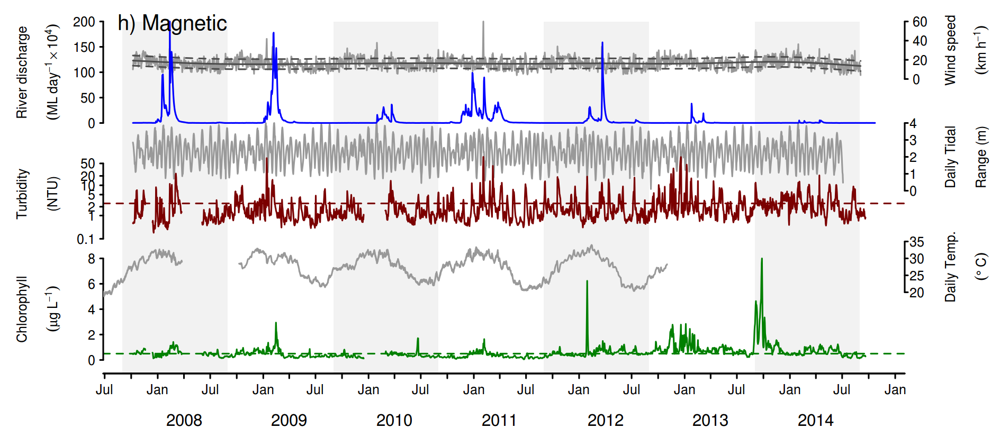 h) Magnetic
River discharge
(ML day⁻¹ × 10⁴)
200
150
100
50
0
Wind speed
(km h⁻¹)
60
40
20
0
Daily Tidal
Range (m)
4
3
2
1
0
Turbidity
(NTU)
50
20
10
5
2
1
0.1
Daily Temp.
(° C)
35
30
25
20
Chlorophyll
(μg L⁻¹)
8
6
4
2
0
Jul Jan Jul Jan Jul Jan Jul Jan Jul Jan Jul Jan Jul Jan Jul Jan
2008 2009 2010 2011 2012 2013 2014